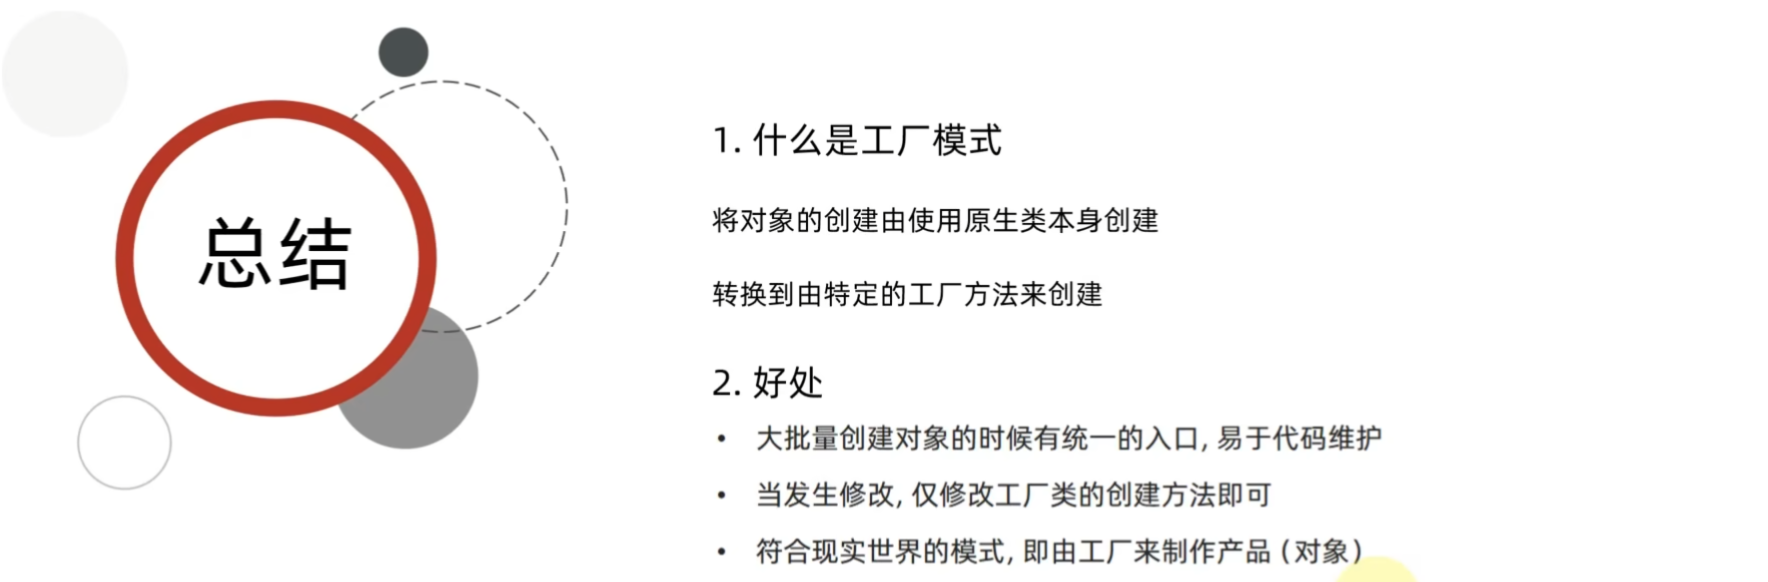 总结
1. 什么是工厂模式
将对象的创建由使用原生类本身创建
转换到由特定的工厂方法来创建
2. 好处
• 大批量创建对象的时候有统一的入口, 易于代码维护
• 当发生修改, 仅修改工厂类的创建方法即可
• 符合现实世界的模式, 即由工厂来制作产品 (对象)